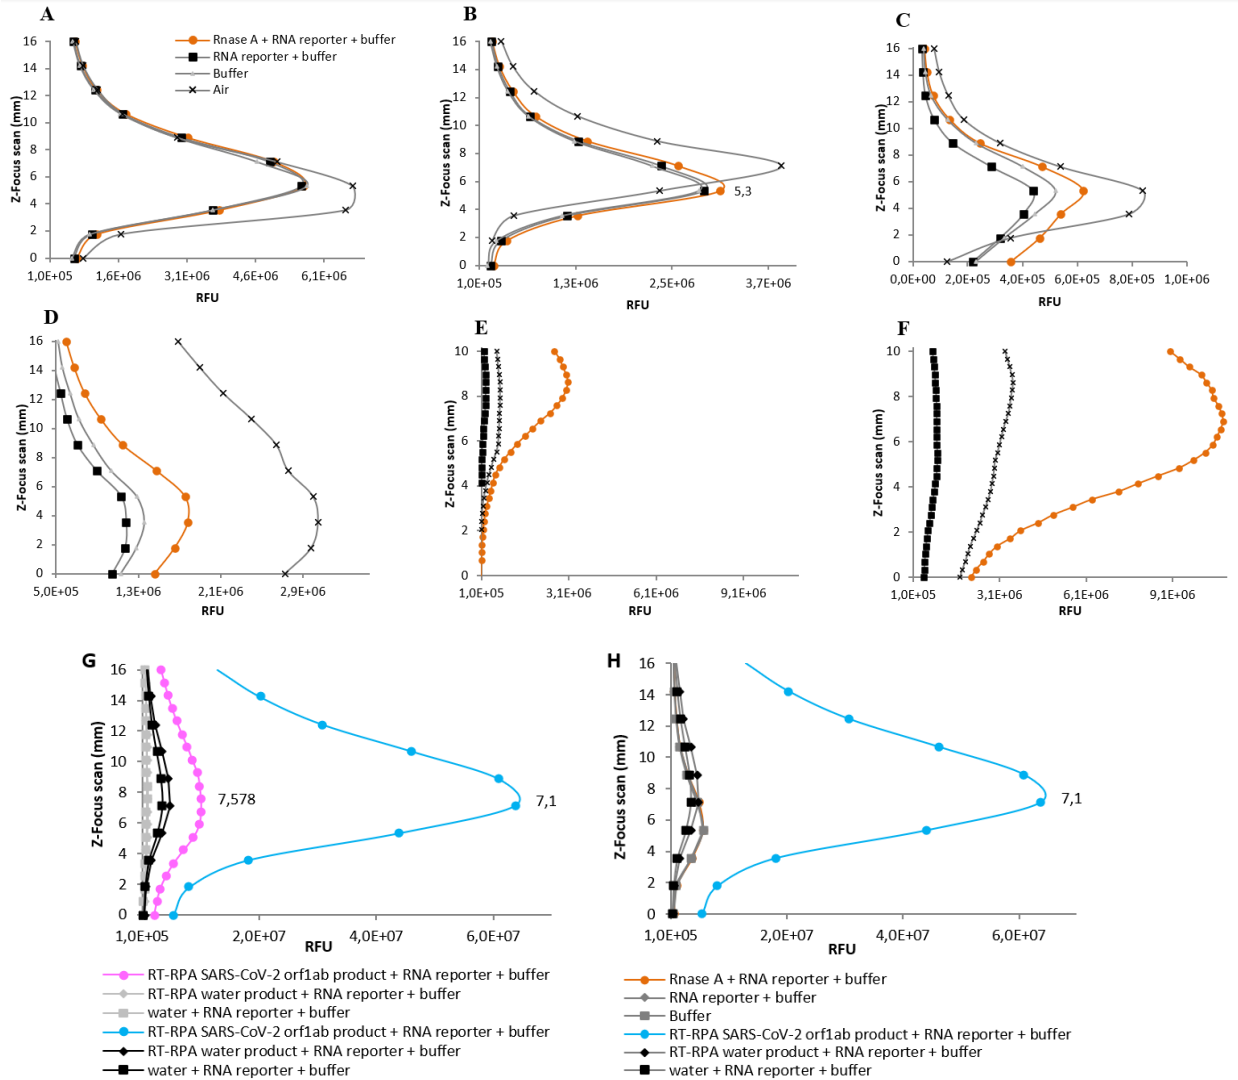 A
16
14
12
10
8
6
4
2
0
Z-Focus scan (mm)
1,0E+05 1,6E+06 3,1E+06 4,6E+06 6,1E+06
RFU
Rnase A + RNA reporter + buffer
RNA reporter + buffer
Buffer
Air
B
16
14
12
10
8
6
4
2
0
Z-Focus scan (mm)
5,3
1,0E+05 1,3E+06 2,5E+06 3,7E+06
RFU
C
16
14
12
10
8
6
4
2
0
Z-Focus scan (mm)
0,0E+00 2,0E+05 4,0E+05 6,0E+05 8,0E+05 1,0E+06
RFU
D
16
14
12
10
8
6
4
2
0
Z-Focus scan (mm)
5,0E+05 1,3E+06 2,1E+06 2,9E+06
RFU
E
10
8
6
4
2
0
Z-Focus scan (mm)
1,0E+05 3,1E+06 6,1E+06 9,1E+06
RFU
F
10
8
6
4
2
0
Z-Focus scan (mm)
1,0E+05 3,1E+06 6,1E+06 9,1E+06
RFU
G
16
14
12
10
8
6
4
2
0
Z-Focus scan (mm)
7,578
7,1
1,0E+05 2,0E+07 4,0E+07 6,0E+07
RFU
RT-RPA SARS-CoV-2 orf1ab product + RNA reporter + buffer
RT-RPA water product + RNA reporter + buffer
water + RNA reporter + buffer
RT-RPA SARS-CoV-2 orf1ab product + RNA reporter + buffer
RT-RPA water product + RNA reporter + buffer
water + RNA reporter + buffer
H
16
14
12
10
8
6
4
2
0
Z-Focus scan (mm)
7,1
1,0E+05 2,0E+07 4,0E+07 6,0E+07
RFU
Rnase A + RNA reporter + buffer
RNA reporter + buffer
Buffer
RT-RPA SARS-CoV-2 orf1ab product + RNA reporter + buffer
RT-RPA water product + RNA reporter + buffer
water + RNA reporter + buffer